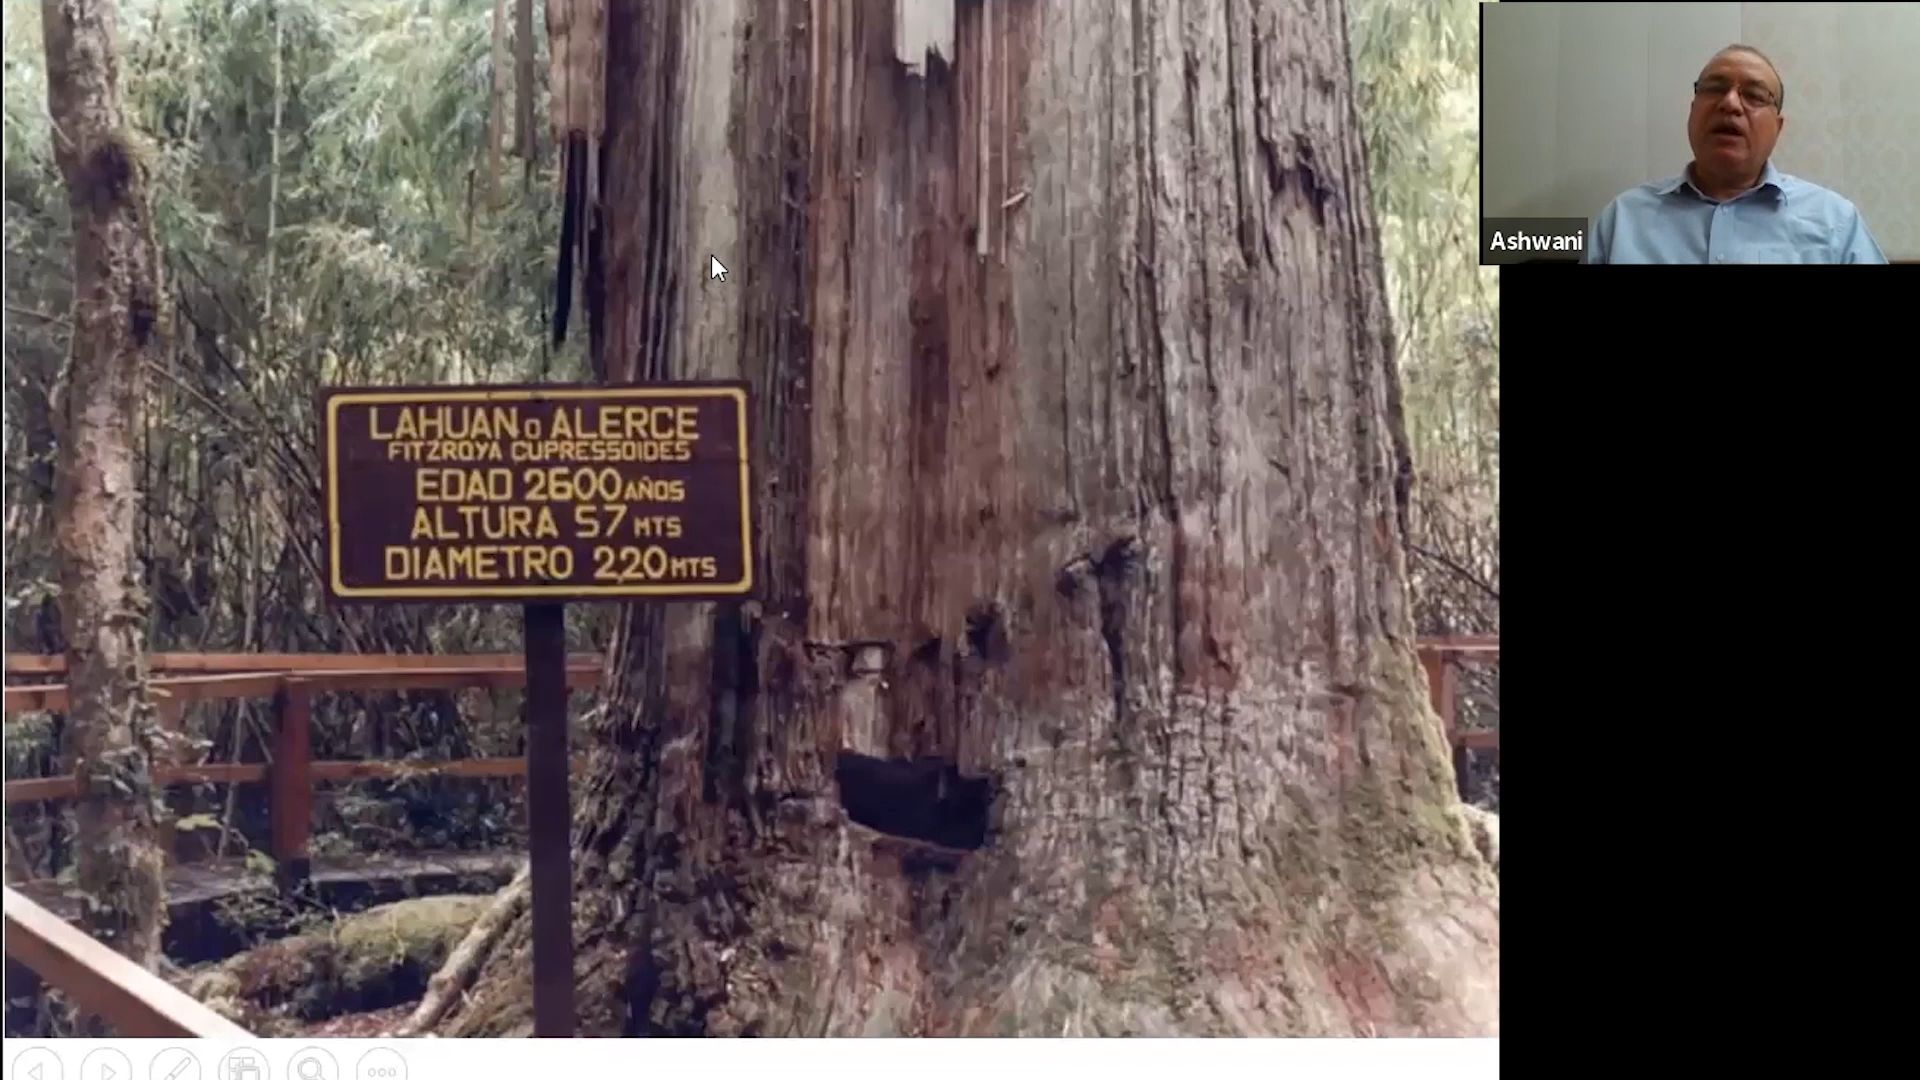 LAHUAN O ALERCE
FITZROYA CUPRESSOIDES
EDAD 2600 AÑOS
ALTURA 57 MTS
DIAMETRO 2,20 MTS
Ashwani